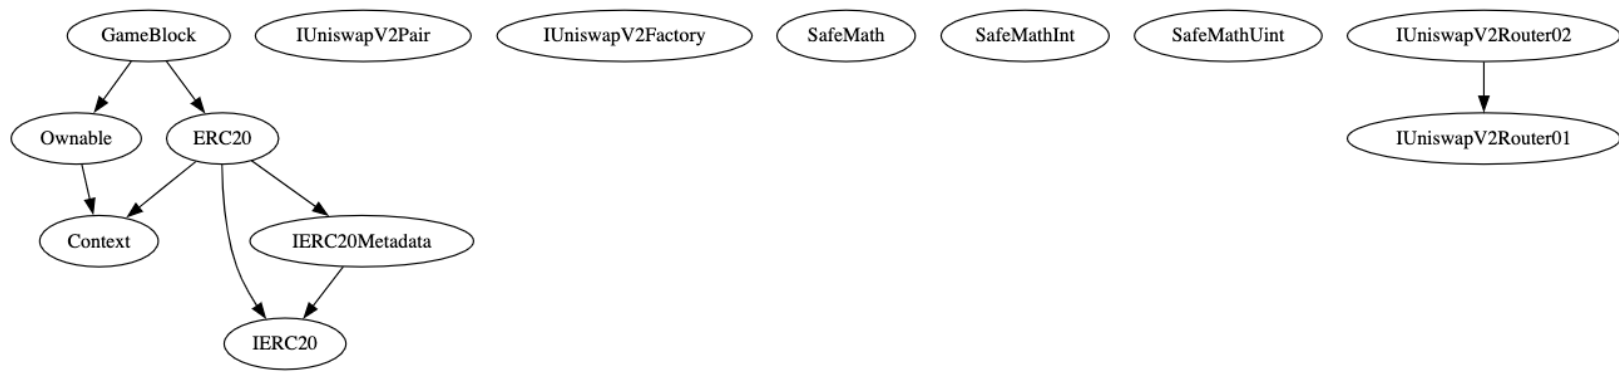 GameBlock
IUniswapV2Pair
IUniswapV2Factory
SafeMath
SafeMathInt
SafeMathUint
IUniswapV2Router02
Ownable
ERC20
IUniswapV2Router01
Context
IERC20Metadata
IERC20